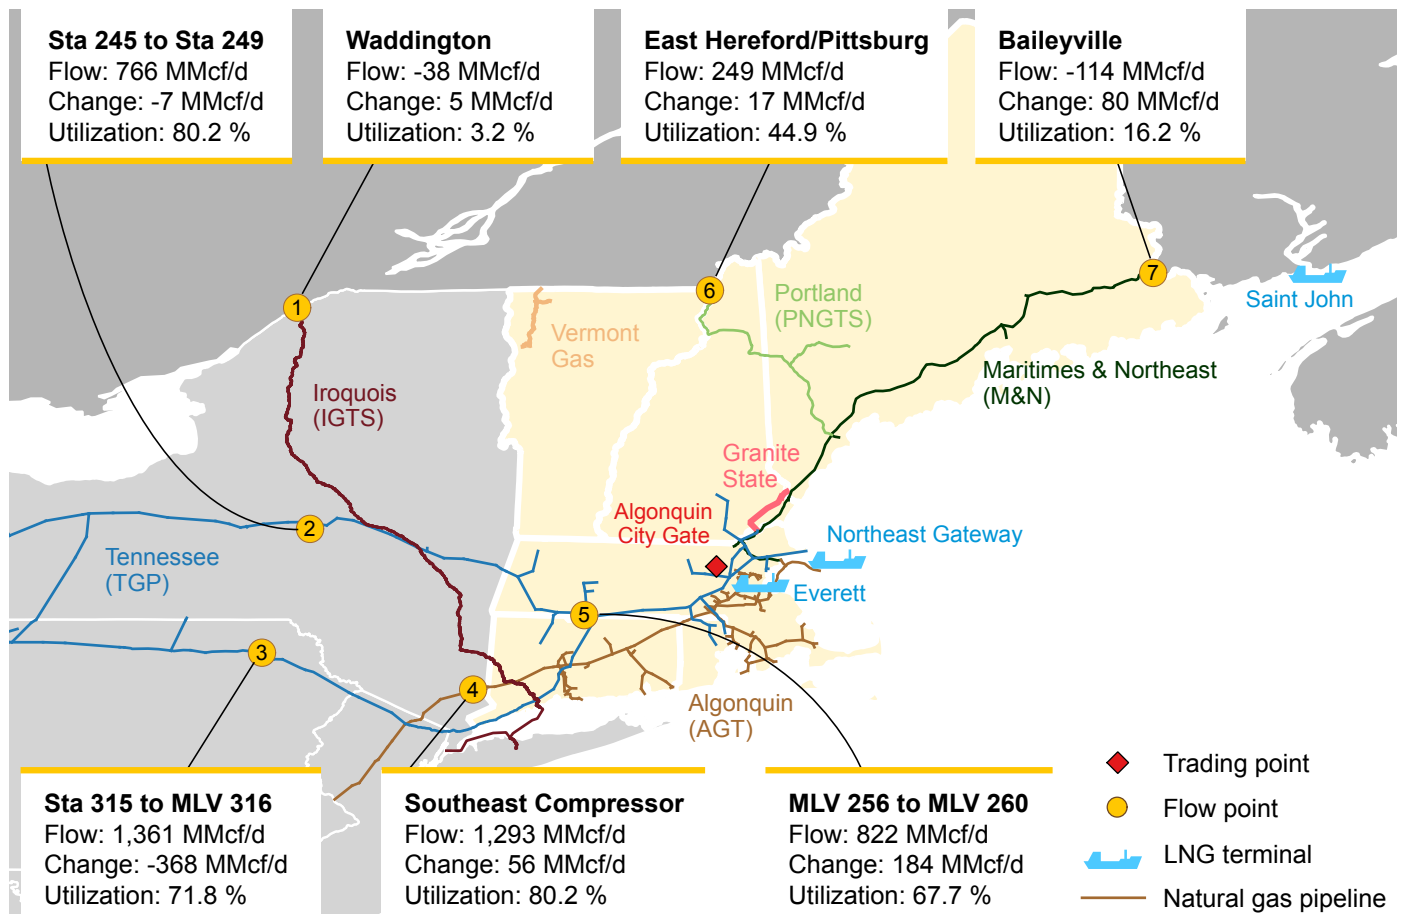 Sta 245 to Sta 249
Flow: 766 MMcf/d
Change: -7 MMcf/d
Utilization: 80.2 %
Waddington
Flow: -38 MMcf/d
Change: 5 MMcf/d
Utilization: 3.2 %
East Hereford/Pittsburg
Flow: 249 MMcf/d
Change: 17 MMcf/d
Utilization: 44.9 %
Baileyville
Flow: -114 MMcf/d
Change: 80 MMcf/d
Utilization: 16.2 %
7
Saint John
6
Portland
(PNGTS)
1
Vermont
Gas
Maritimes & Northeast
(M&N)
Iroquois
(IGTS)
Granite
State
Algonquin
City Gate
2
Northeast Gateway
Tennessee
(TGP)
Everett
5
3
4
Algonquin
(AGT)
Sta 315 to MLV 316
Flow: 1,361 MMcf/d
Change: -368 MMcf/d
Utilization: 71.8 %
Southeast Compressor
Flow: 1,293 MMcf/d
Change: 56 MMcf/d
Utilization: 80.2 %
MLV 256 to MLV 260
Flow: 822 MMcf/d
Change: 184 MMcf/d
Utilization: 67.7 %
Trading point
Flow point
LNG terminal
Natural gas pipeline